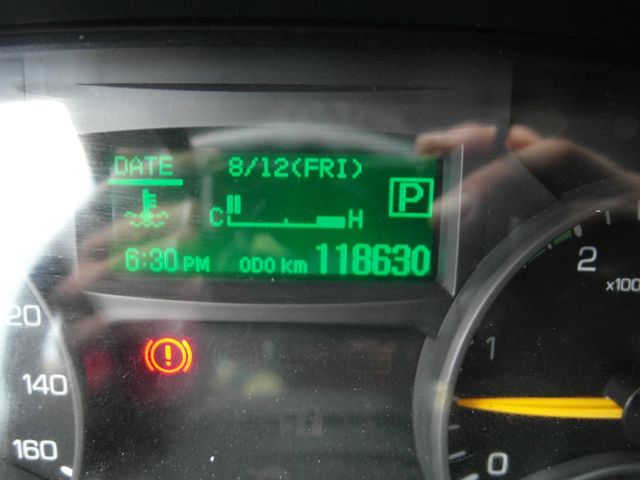 DATE 8/12(FRI)
P
C H
6:30 PM ODO km 118630
20
140
160
2
x100
1
0